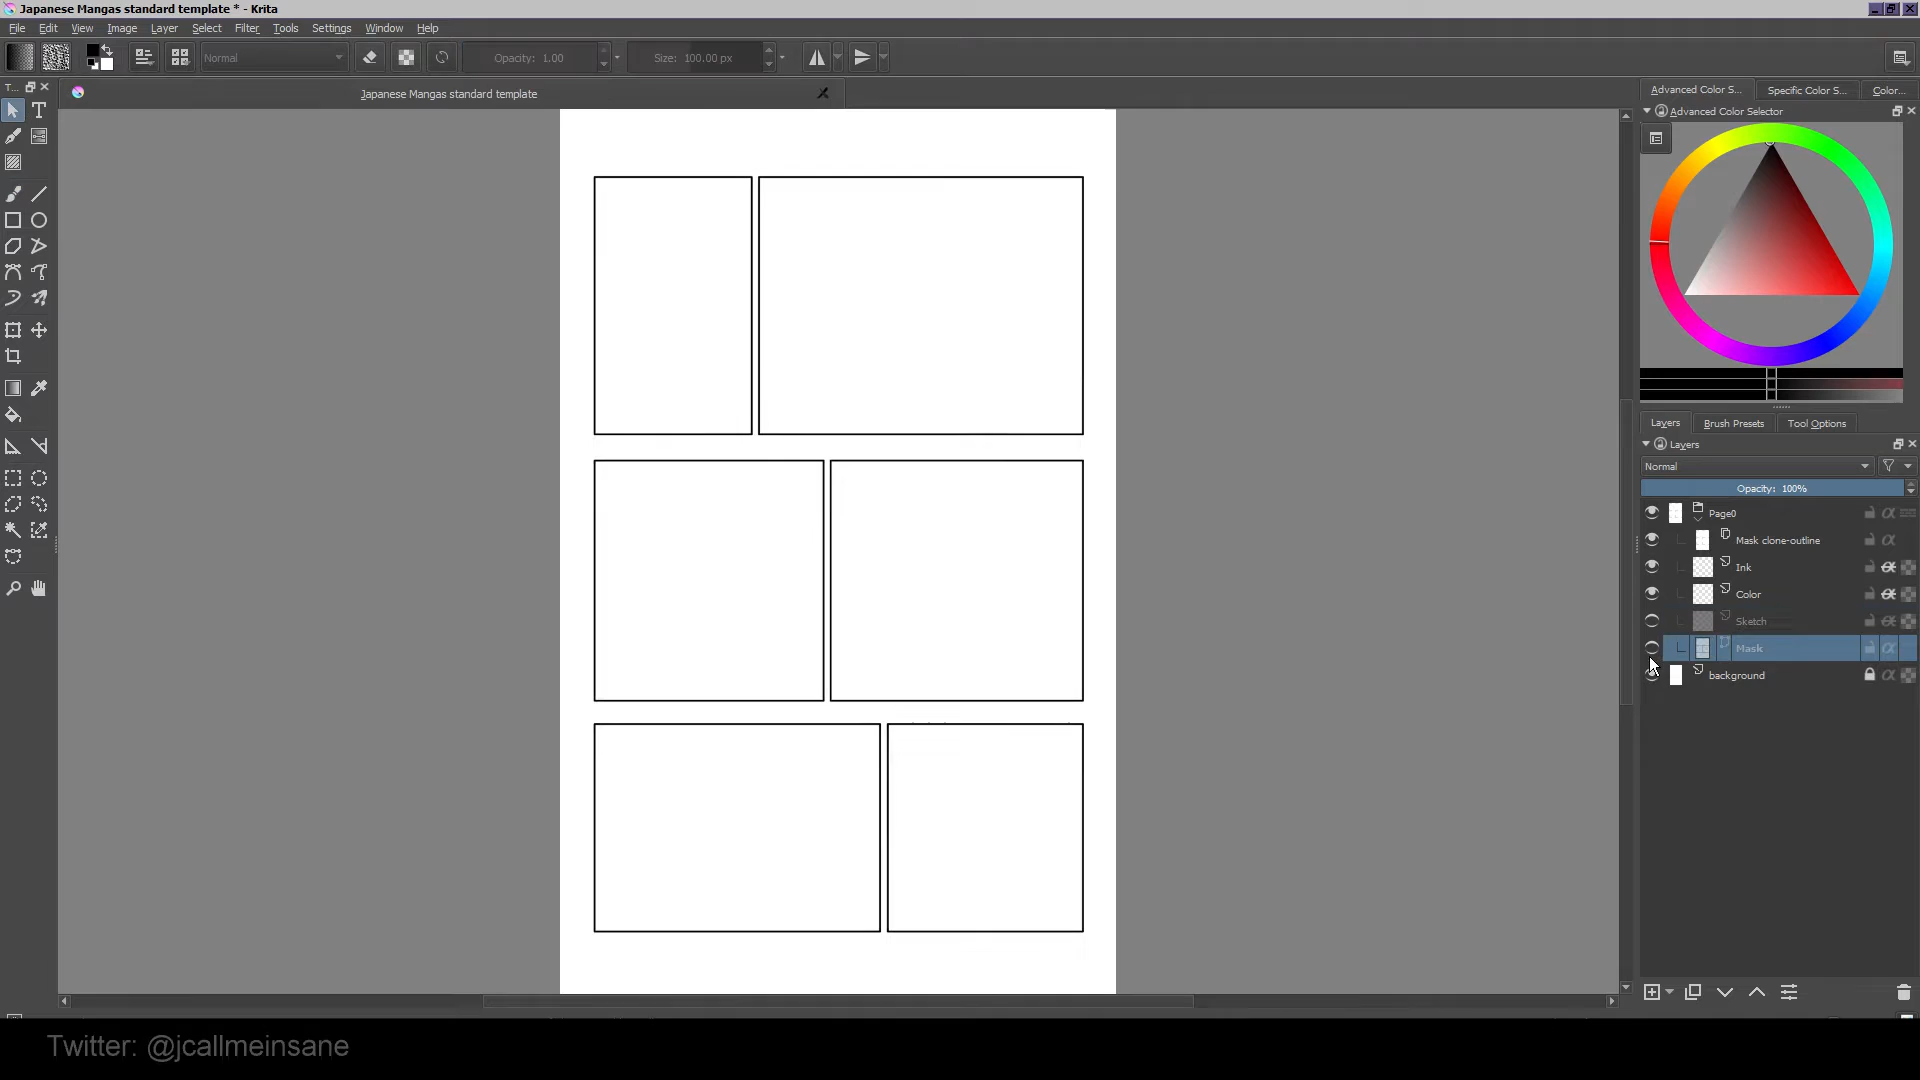 Japanese Mangas standard template * - Krita
File Edit View Image Layer Select Filter Tools Settings Window Help
Normal
Opacity: 1.00
Size: 100.00 px
T...
Japanese Mangas standard template
Advanced Color S...
Specific Color S...
Color...
Advanced Color Selector
Layers
Brush Presets
Tool Options
Layers
Normal
Opacity: 100%
Page0
Mask clone-outline
Ink
Color
Sketch
Mask
background
Twitter: @jcallmeinsane